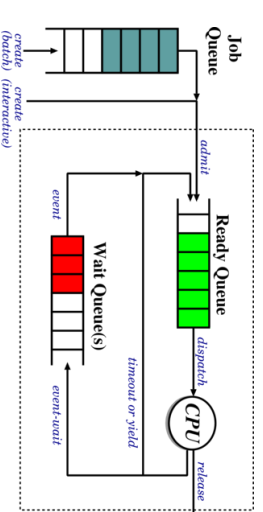 Job
Queue
create
(batch)
create
(interactive)
admit
Ready Queue
dispatch
CPU
release
timeout or yield
Wait Queue(s)
event
event-wait